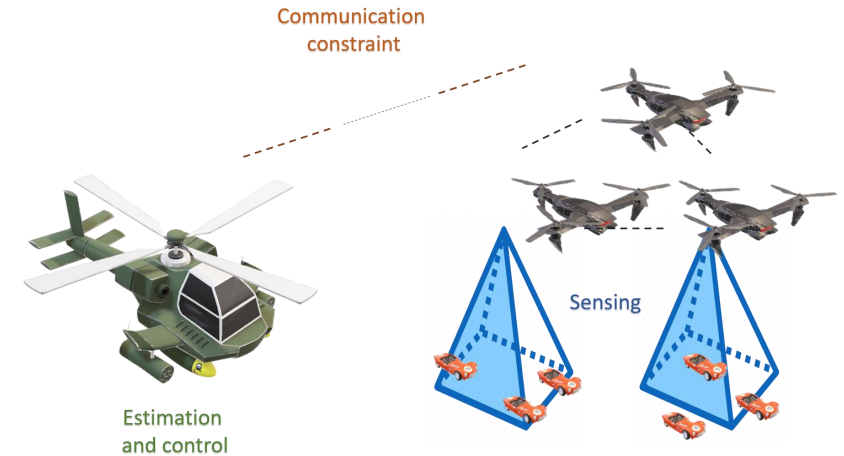 Communication
constraint
Sensing
Estimation
and control